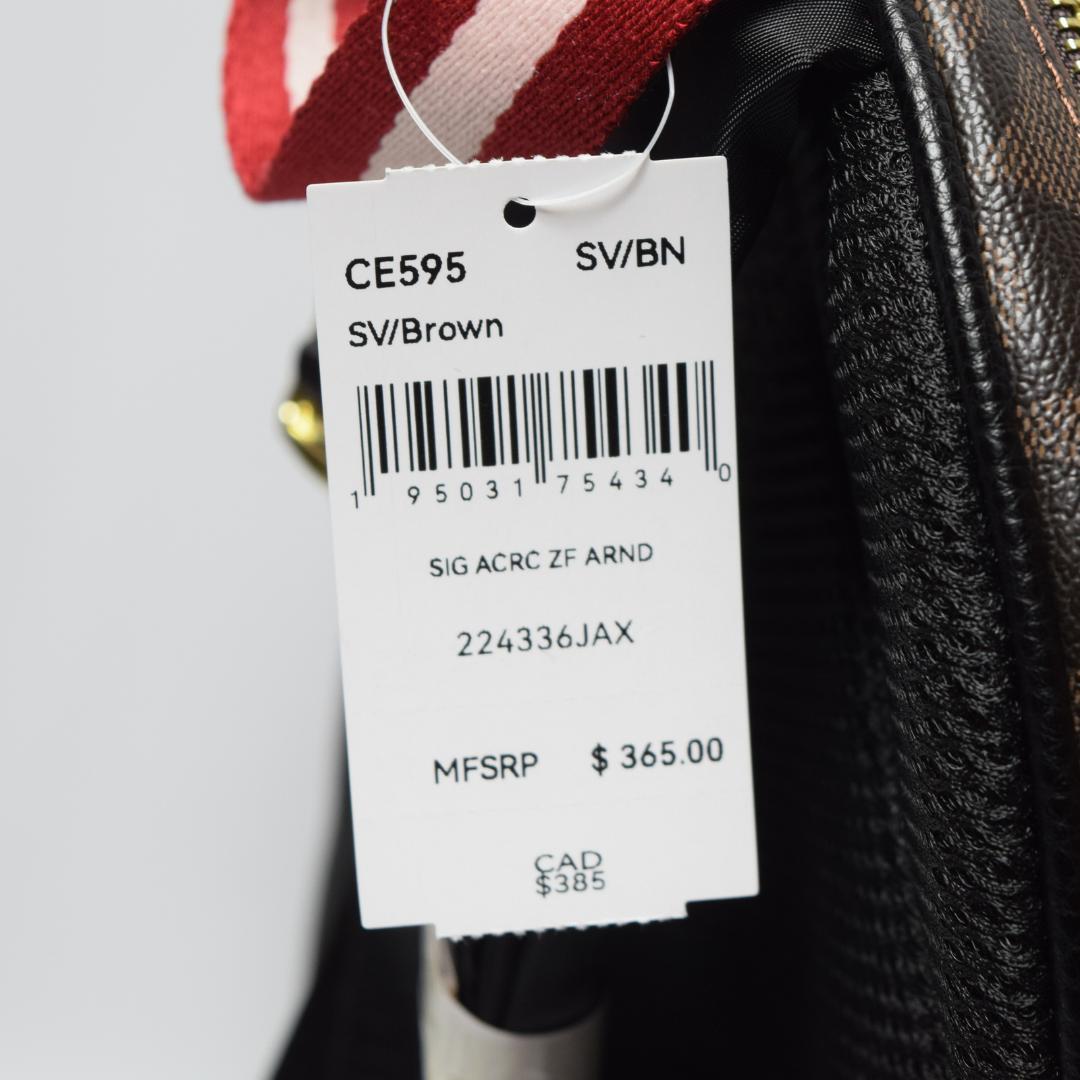 CE595 SV/BN
SV/Brown
1 95031 75434 0
SIG ACRC ZF ARND
224336JAX
MFSRP $ 365.00
CAD
$385